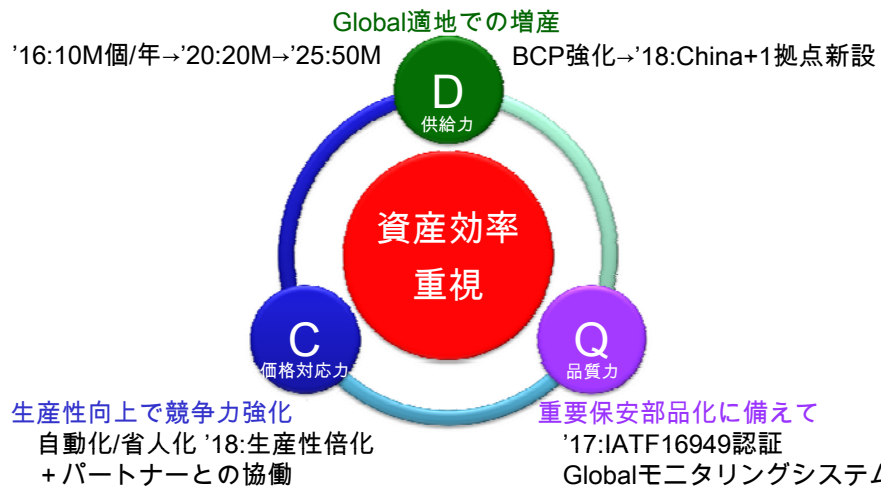 Global適地での増産
’16:10M個/年→’20:20M→’25:50M
BCP強化→’18:China+1拠点新設
D
供給力
資産効率
重視
C
価格対応力
Q
品質力
生産性向上で競争力強化
自動化/省人化 ’18:生産性倍化
+パートナーとの協働
重要保安部品化に備えて
’17:IATF16949認証
Globalモニタリングシステム